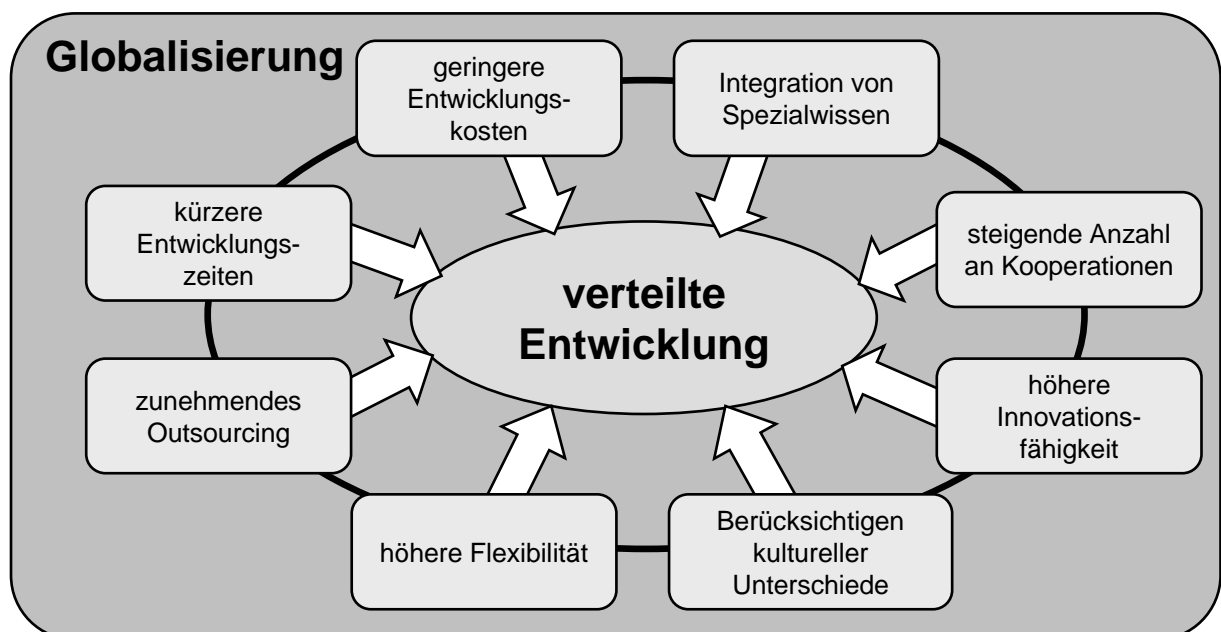 Globalisierung
geringere
Entwicklungs-
kosten
Integration von
Spezialwissen
kürzere
Entwicklungs-
zeiten
steigende Anzahl
an Kooperationen
verteilte
Entwicklung
zunehmendes
Outsourcing
höhere
Innovations-
fähigkeit
höhere Flexibilität
Berücksichtigen
kultureller
Unterschiede